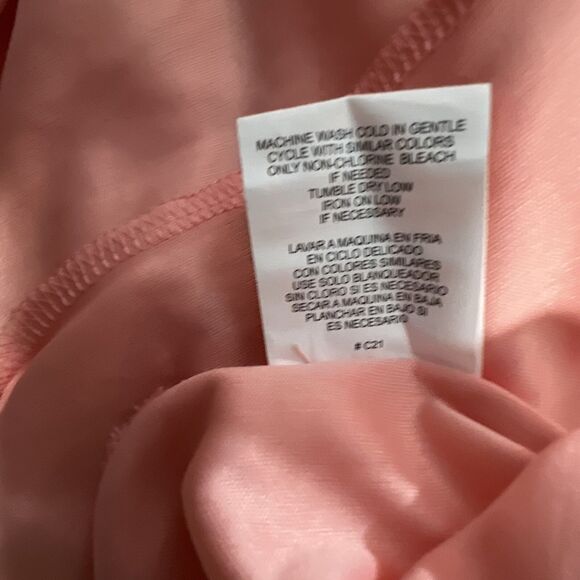 MACHINE WASH COLD IN GENTLE
CYCLE WITH SIMILAR COLORS
ONLY NON-CHLORINE BLEACH
IF NEEDED
TUMBLE DRY LOW
IRON ON LOW
IF NECESSARY
LAVAR A MAQUINA EN FRIA
EN CICLO DELICADO
CON COLORES SIMILARES
USE SOLO BLANQUEADOR
SIN CLORO SI ES NECESARIO
SECAR A MAQUINA EN BAJA
PLANCHAR EN BAJO SI
ES NECESARIO
# C21